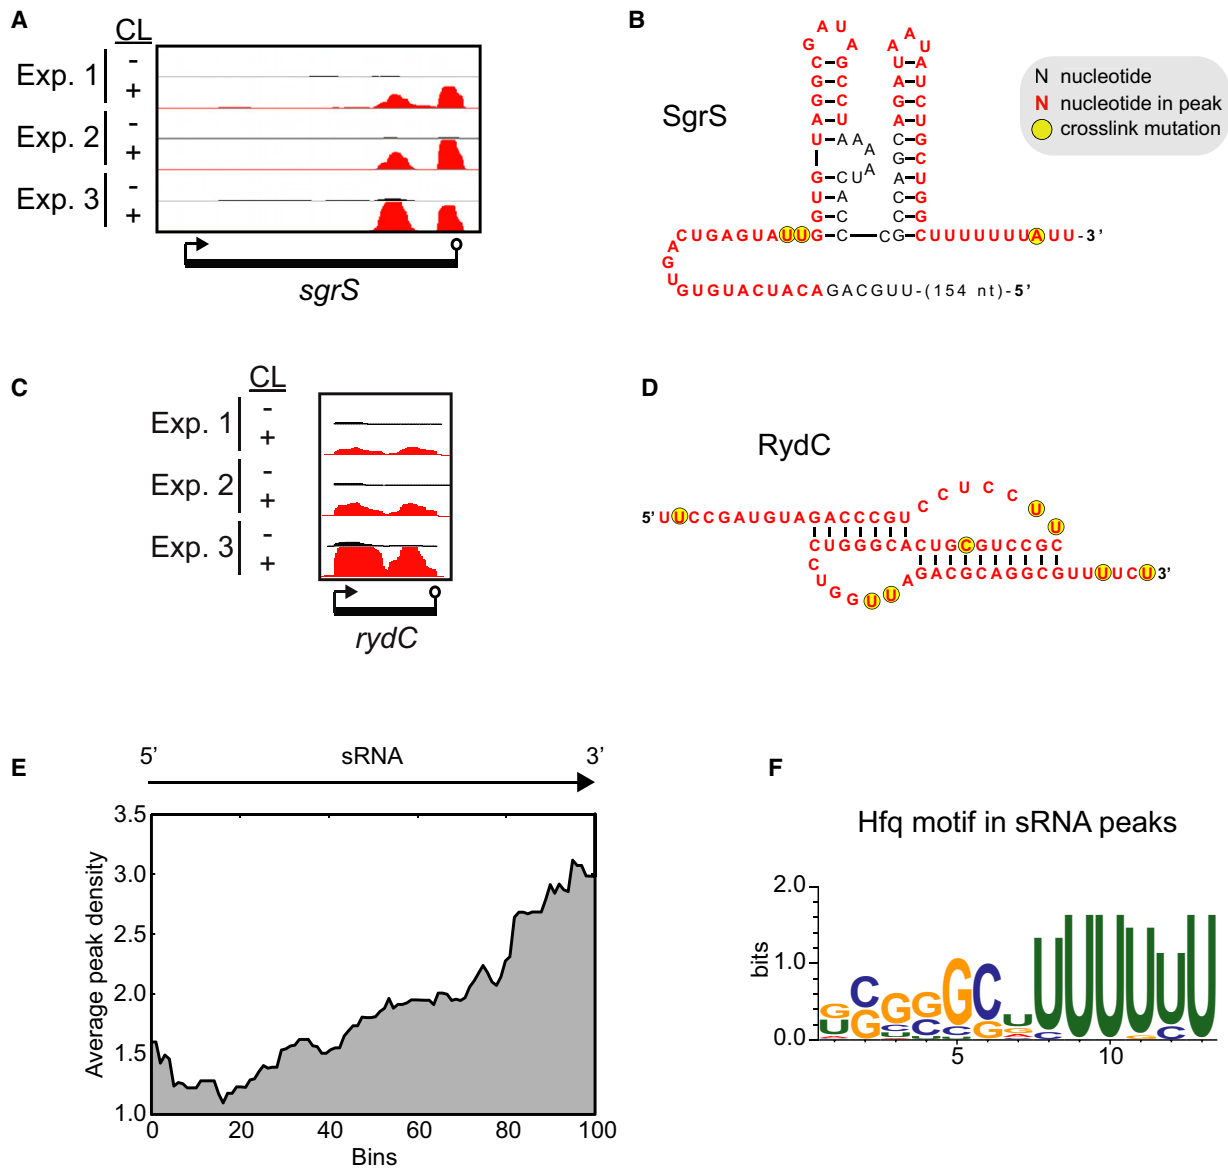 A
CL
Exp. 1
-
+
Exp. 2
-
+
Exp. 3
-
+
sgrS
B
SgrS
N nucleotide
N nucleotide in peak
crosslink mutation
CUGAGUAUUG
C
CG
CUUUUUUUAUU-3’
GUGUACUACAGACGUU-(154 nt)-5’
C
CL
Exp. 1
-
+
Exp. 2
-
+
Exp. 3
-
+
rydC
D
RydC
5’ UUCCGAUGUAGACCCGU
CCUCCUU
CUGGGCACUGCGUCCGC
CUGGUUA
GACGCAGGCGUUUUCU3’
E
5’ sRNA 3’
Average peak density
3.5
3.0
2.5
2.0
1.5
1.0
0 20 40 60 80 100
Bins
F
Hfq motif in sRNA peaks
bits
2.0
1.0
0.0
5 10